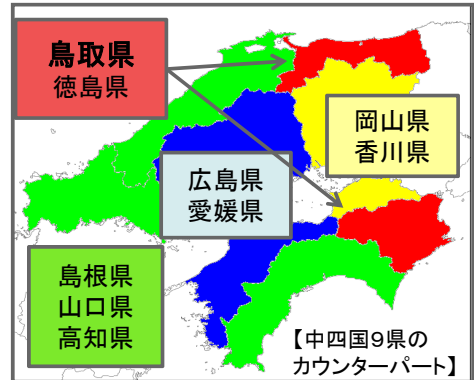 鳥取県
徳島県
岡山県
香川県
広島県
愛媛県
島根県
山口県
高知県
【中四国9県の
カウンターパート】